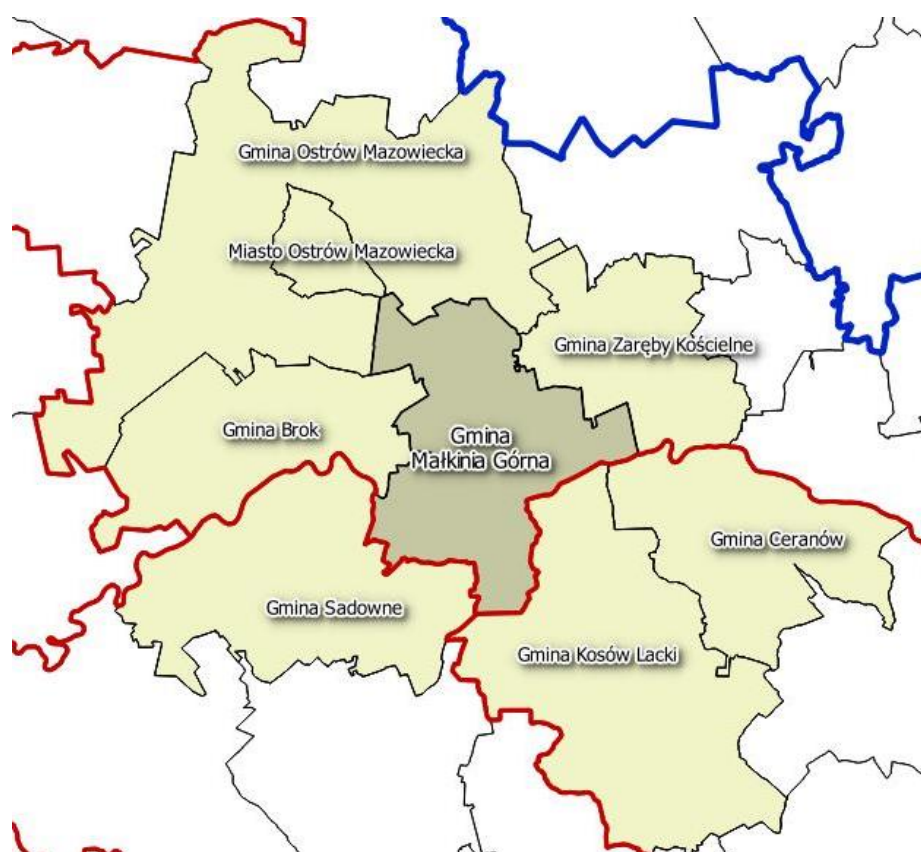 Gmina Ostrów Mazowiecka
Miasto Ostrów Mazowiecka
Gmina Zaręby Kościelne
Gmina Brok
Gmina
Małkinia Górna
Gmina Ceranów
Gmina Sadowne
Gmina Kosów Lacki